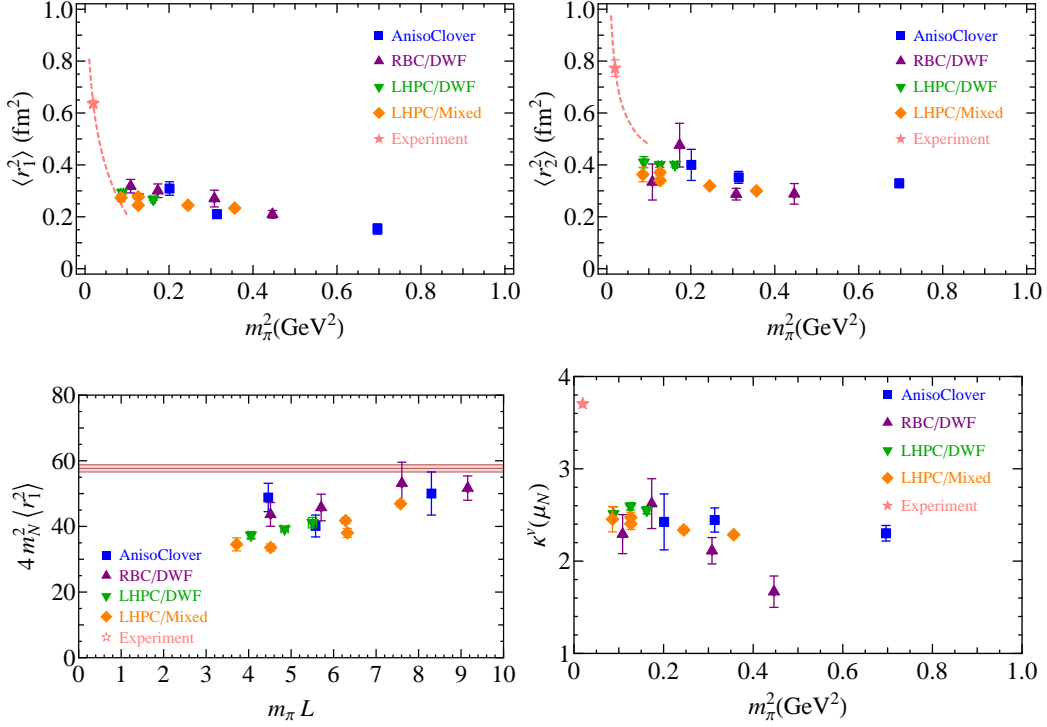 ⟨r₁²⟩ (fm²)
1.0
0.8
0.6
0.4
0.2
0
0
0.2
0.4
0.6
0.8
1.0
m_π²(GeV²)
AnisoClover
RBC/DWF
LHPC/DWF
LHPC/Mixed
Experiment
⟨r₂²⟩ (fm²)
1.0
0.8
0.6
0.4
0.2
0
0
0.2
0.4
0.6
0.8
1.0
m_π²(GeV²)
AnisoClover
RBC/DWF
LHPC/DWF
LHPC/Mixed
Experiment
4 m_N² ⟨r₁²⟩
80
60
40
20
0
0
1
2
3
4
5
6
7
8
9
10
m_π L
AnisoClover
RBC/DWF
LHPC/DWF
LHPC/Mixed
Experiment
κᵛ(μ_N)
4
3
2
1
0
0.2
0.4
0.6
0.8
1.0
m_π²(GeV²)
AnisoClover
RBC/DWF
LHPC/DWF
LHPC/Mixed
Experiment